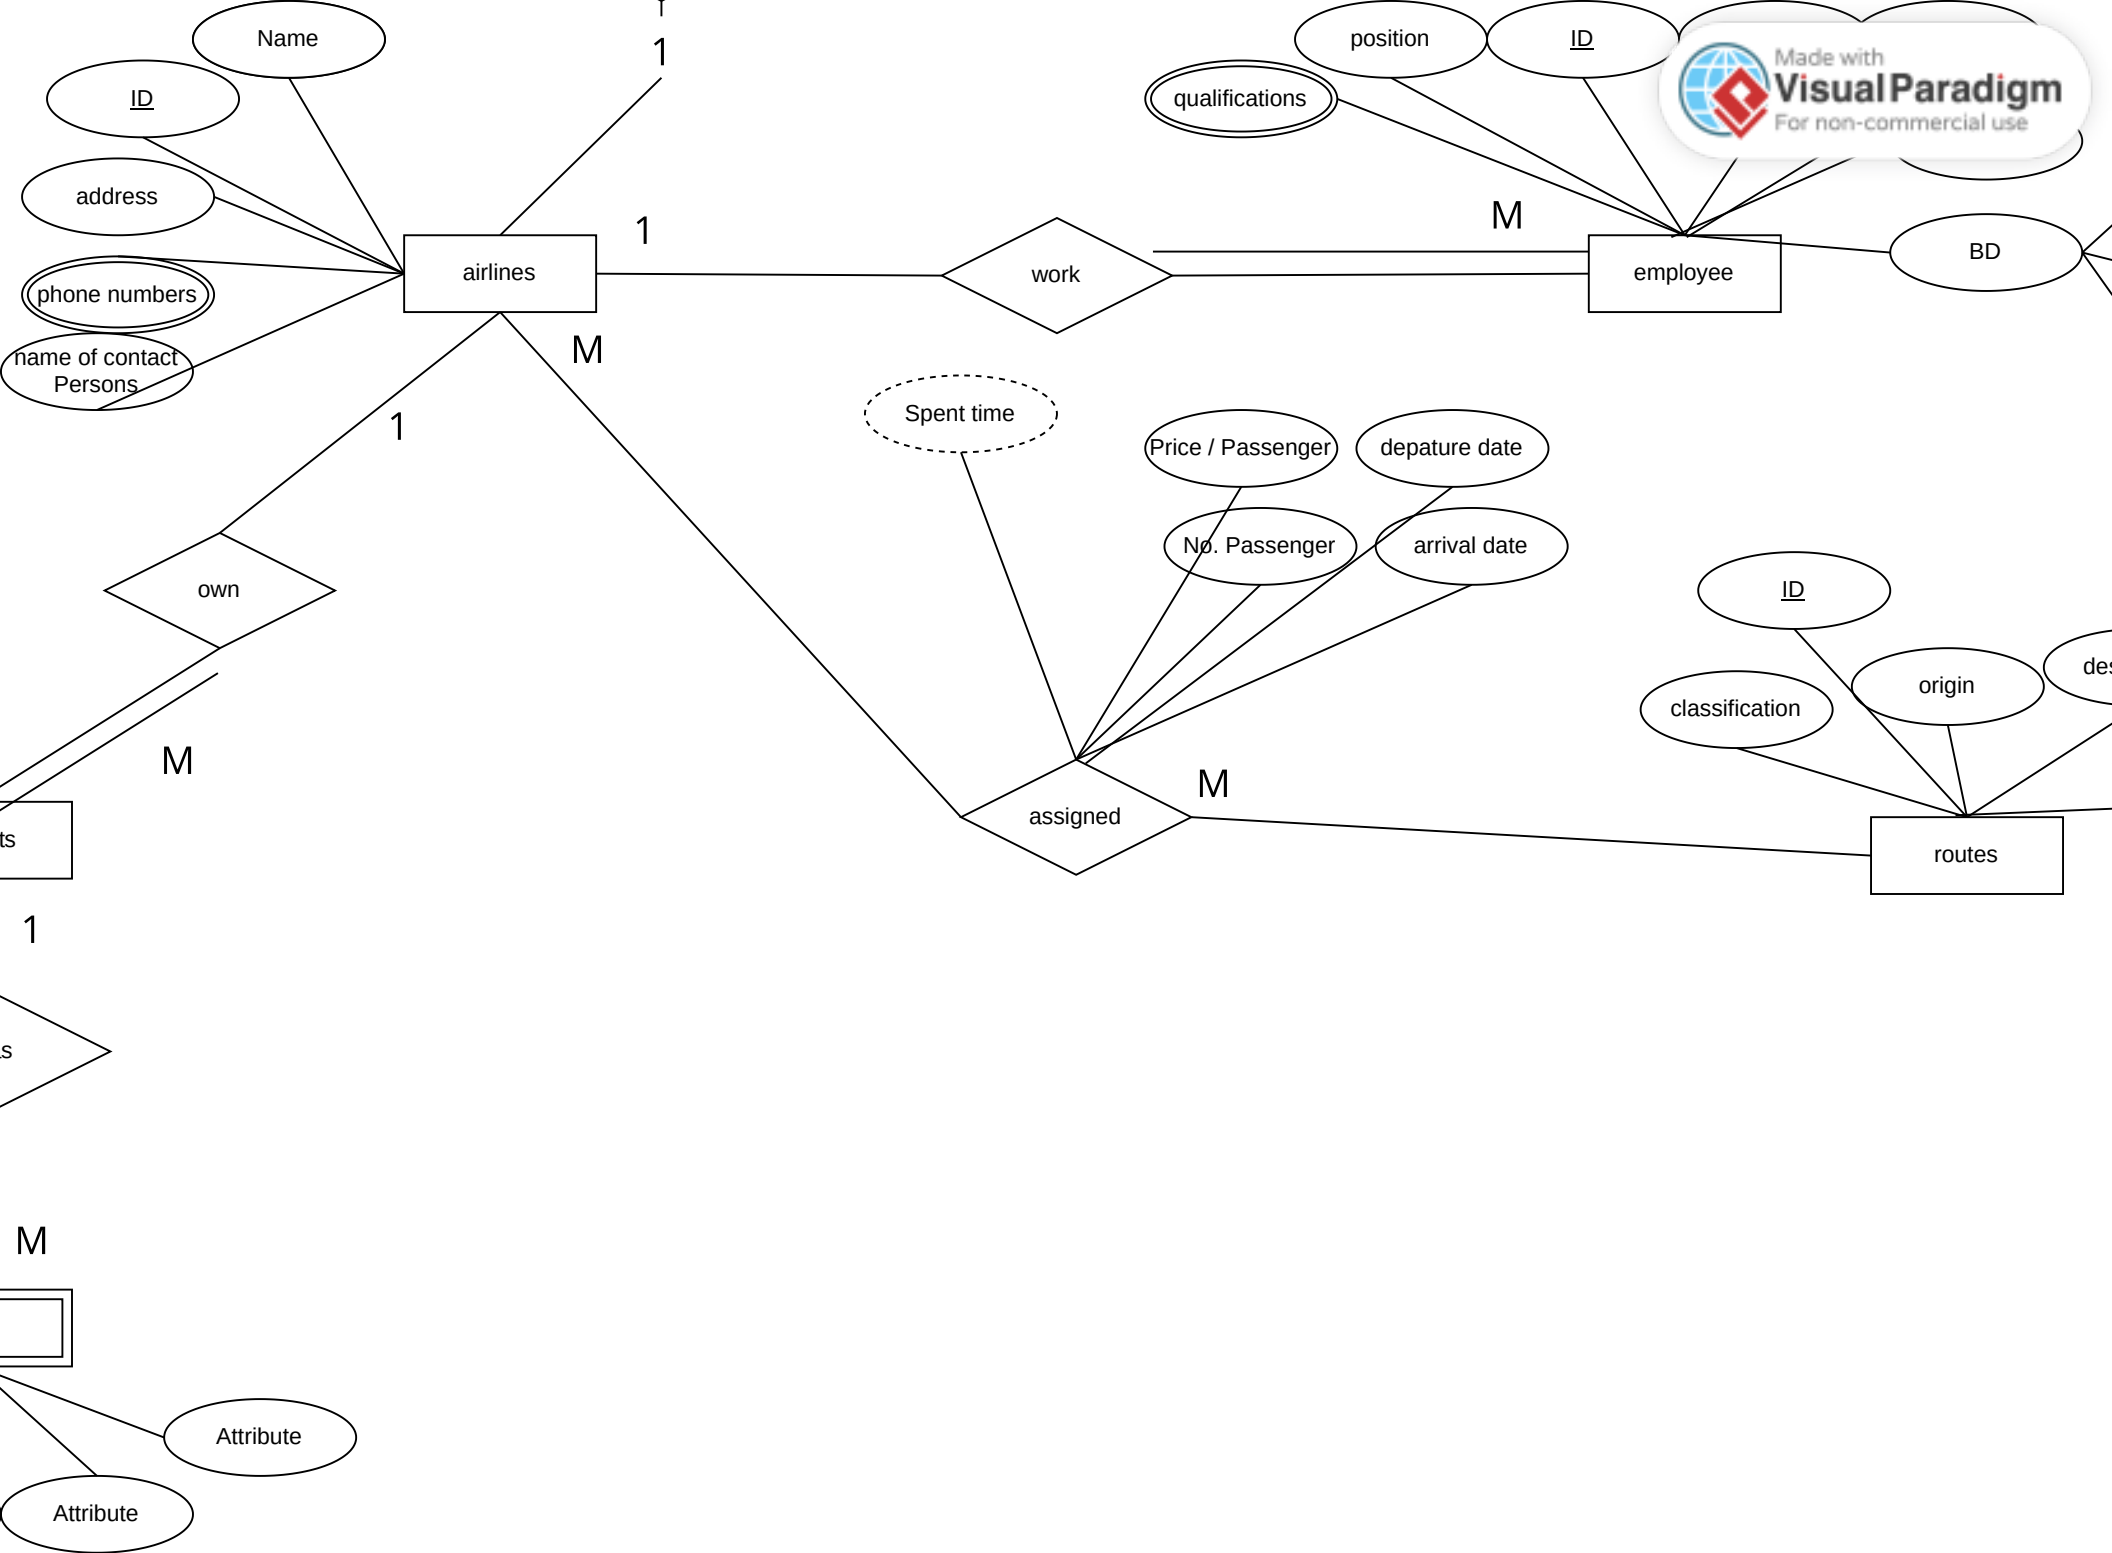 Name
ID
address
phone numbers
name of contact
Persons
1
airlines
1
M
1
work
M
position
ID
qualifications
Made with
Visual Paradigm
For non-commercial use
employee
BD
Spent time
Price / Passenger
depature date
No. Passenger
arrival date
own
M
ts
1
M
assigned
M
ID
classification
origin
des
routes
Attribute
Attribute